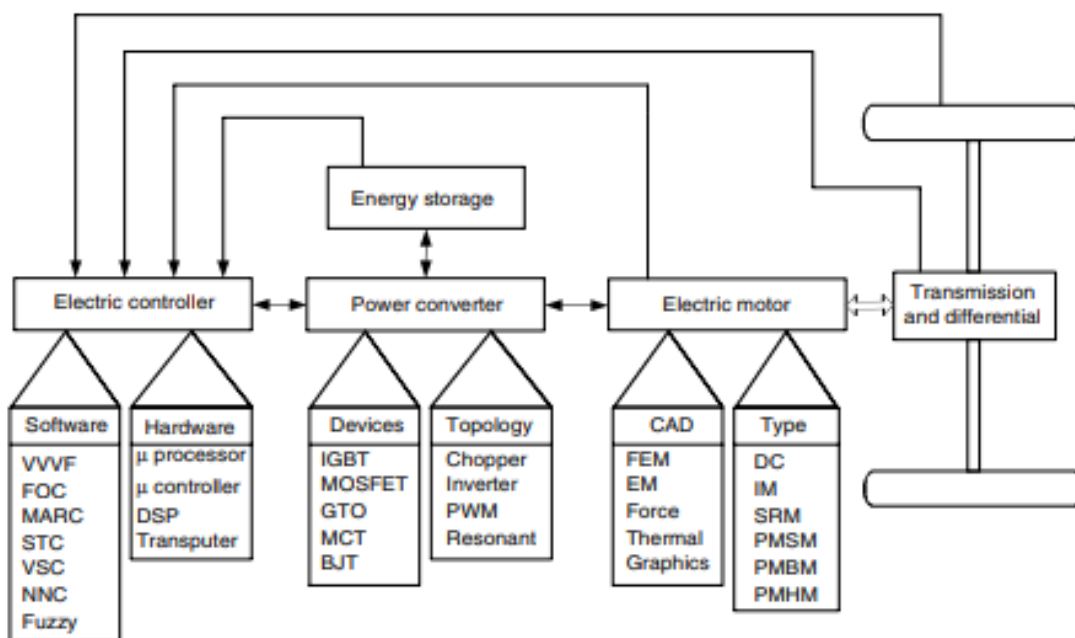 Energy storage
Electric controller
Power converter
Electric motor
Transmission
and differential
Software
VVVF
FOC
MARC
STC
VSC
NNC
Fuzzy
Hardware
μ processor
μ controller
DSP
Transputer
Devices
IGBT
MOSFET
GTO
MCT
BJT
Topology
Chopper
Inverter
PWM
Resonant
CAD
FEM
EM
Force
Thermal
Graphics
Type
DC
IM
SRM
PMSM
PMBM
PMHM